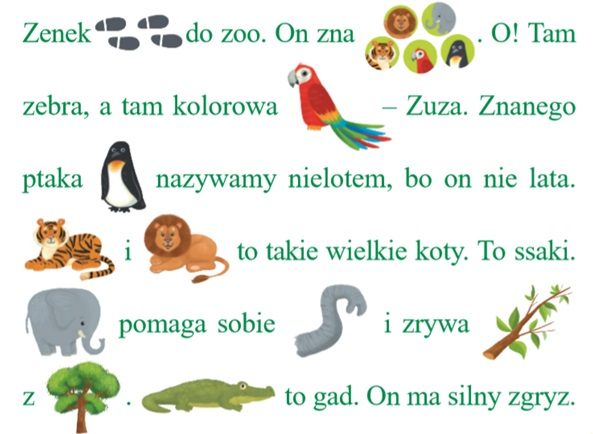 Zenek do zoo. On zna . O! Tam
zebra, a tam kolorowa – Zuza. Znanego
ptaka nazywamy nielotem, bo on nie lata.
i to takie wielkie koty. To ssaki.
pomaga sobie i zrywa
z . to gad. On ma silny zgryz.